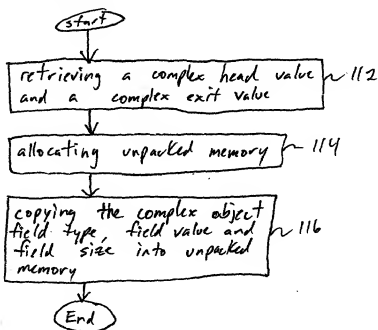 start
retrieving a complex head value
and a complex exit value
112
allocating unpacked memory
114
copying the complex object
field type, field value and
field size into unpacked
memory
116
End